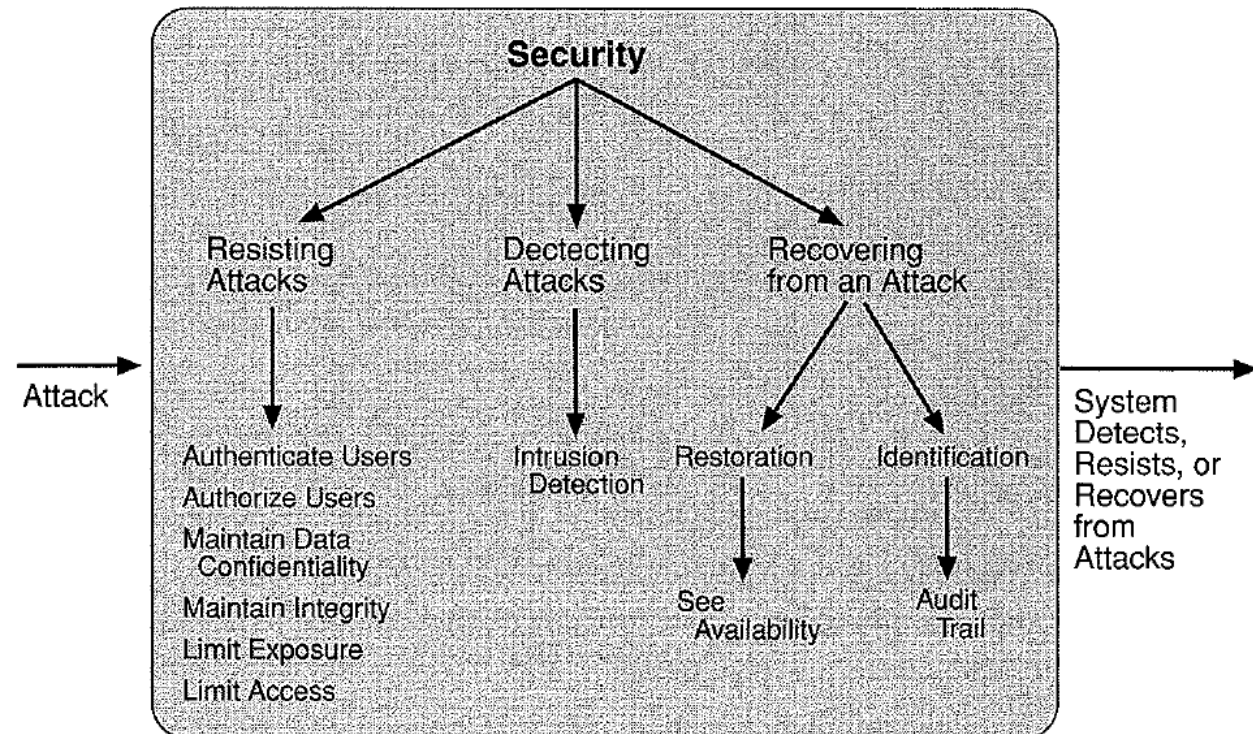 Security
Resisting
Attacks
Dectecting
Attacks
Recovering
from an Attack
Attack
System
Detects,
Resists, or
Recovers
from
Attacks
Authenticate Users
Authorize Users
Maintain Data
Confidentiality
Maintain Integrity
Limit Exposure
Limit Access
Intrusion
Detection
Restoration
Identification
See
Availability
Audit
Trail